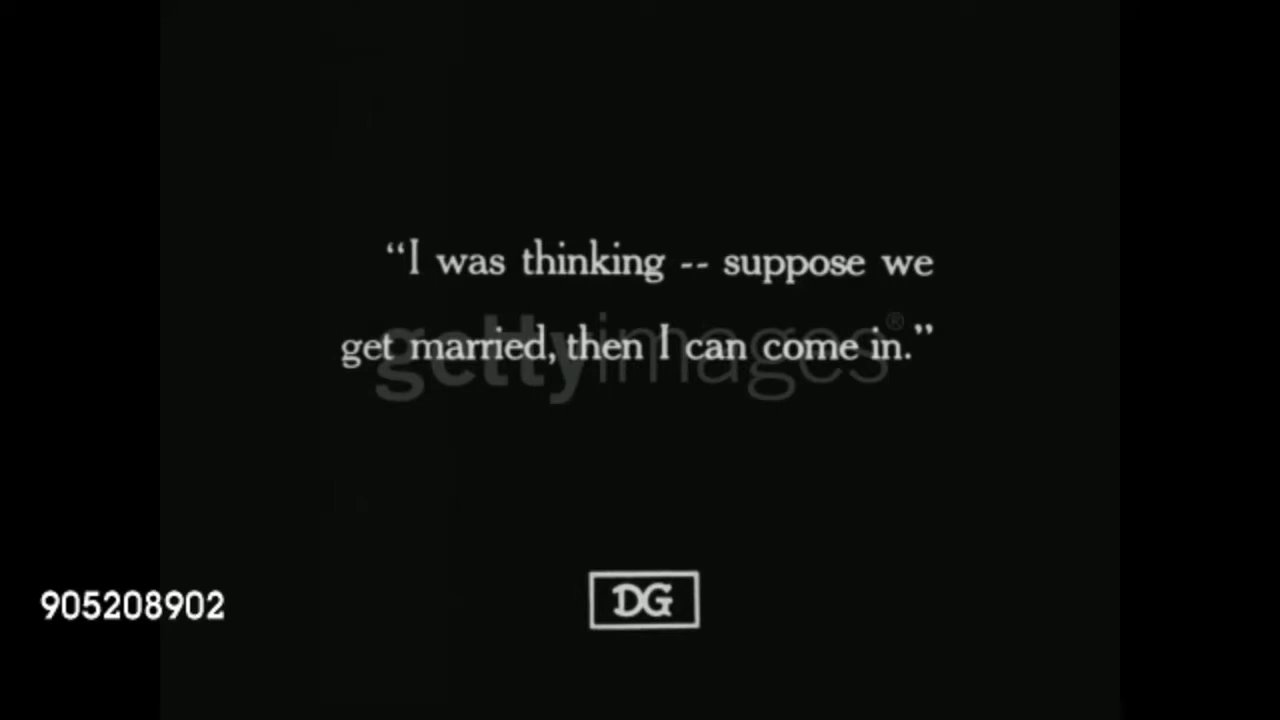 “I was thinking -- suppose we
get married, then I can come in.”
gettyimages®
905208902
DG